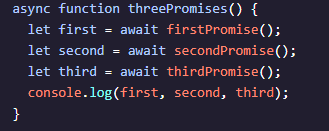 async function threePromises() {
  let first = await firstPromise();
  let second = await secondPromise();
  let third = await thirdPromise();
  console.log(first, second, third);
}